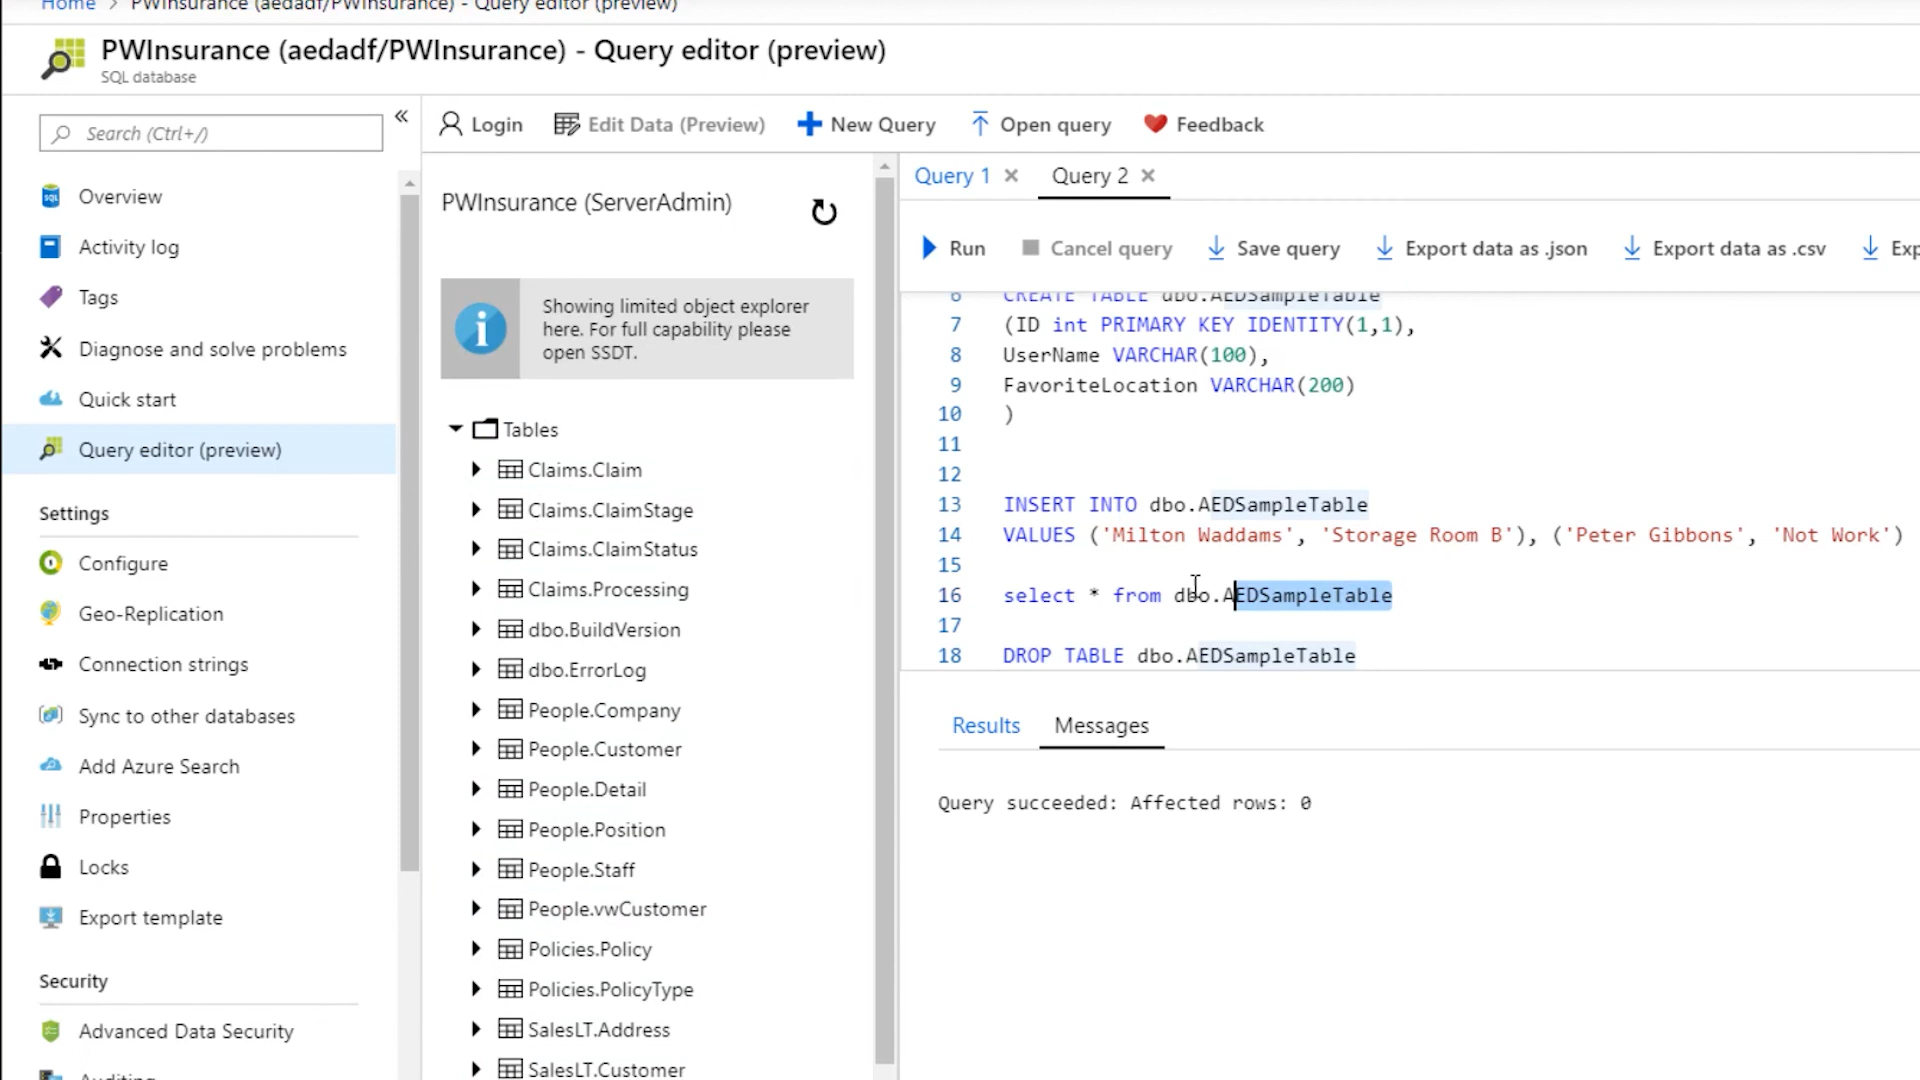 Home > PWInsurance (aedadf/PWInsurance) - Query editor (preview)
PWInsurance (aedadf/PWInsurance) - Query editor (preview)
SQL database
Search (Ctrl+/)
«
Overview
Activity log
Tags
Diagnose and solve problems
Quick start
Query editor (preview)
Settings
Configure
Geo-Replication
Connection strings
Sync to other databases
Add Azure Search
Properties
Locks
Export template
Security
Advanced Data Security
Auditing
Login
Edit Data (Preview)
New Query
Open query
Feedback
PWInsurance (ServerAdmin)
Showing limited object explorer
here. For full capability please
open SSDT.
Tables
Claims.Claim
Claims.ClaimStage
Claims.ClaimStatus
Claims.Processing
dbo.BuildVersion
dbo.ErrorLog
People.Company
People.Customer
People.Detail
People.Position
People.Staff
People.vwCustomer
Policies.Policy
Policies.PolicyType
SalesLT.Address
SalesLT.Customer
Query 1 ×
Query 2 ×
Run
Cancel query
Save query
Export data as .json
Export data as .csv
Exp
6 CREATE TABLE dbo.AEDSampleTable
7 (ID int PRIMARY KEY IDENTITY(1,1),
8 UserName VARCHAR(100),
9 FavoriteLocation VARCHAR(200)
10 )
11
12
13 INSERT INTO dbo.AEDSampleTable
14 VALUES ('Milton Waddams', 'Storage Room B'), ('Peter Gibbons', 'Not Work')
15
16 select * from dbo.AEDSampleTable
17
18 DROP TABLE dbo.AEDSampleTable
Results
Messages
Query succeeded: Affected rows: 0